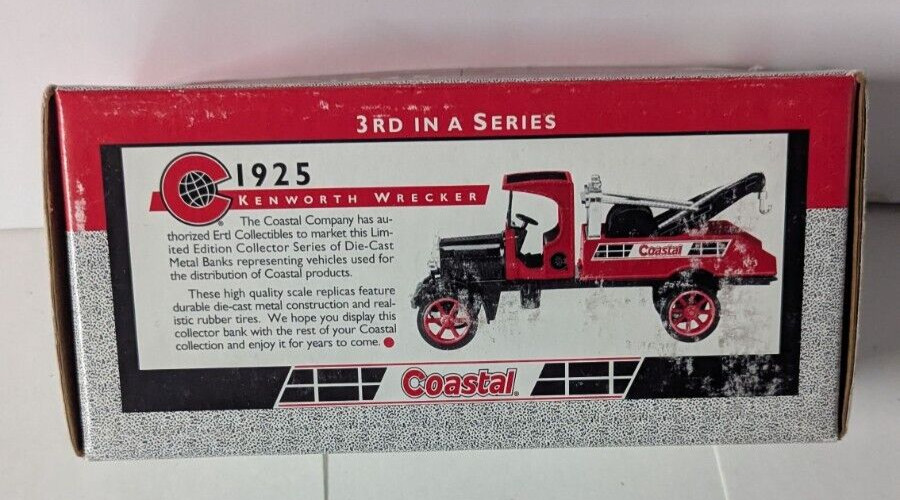 3RD IN A SERIES
1925
KENWORTH WRECKER
The Coastal Company has au-
thorized Ertl Collectibles to market this Lim-
ited Edition Collector Series of Die-Cast
Metal Banks representing vehicles used for
the distribution of Coastal products.
These high quality scale replicas feature
durable die-cast metal construction and real-
istic rubber tires. We hope you display this
collector bank with the rest of your Coastal
collection and enjoy it for years to come.
Coastal
Coastal®